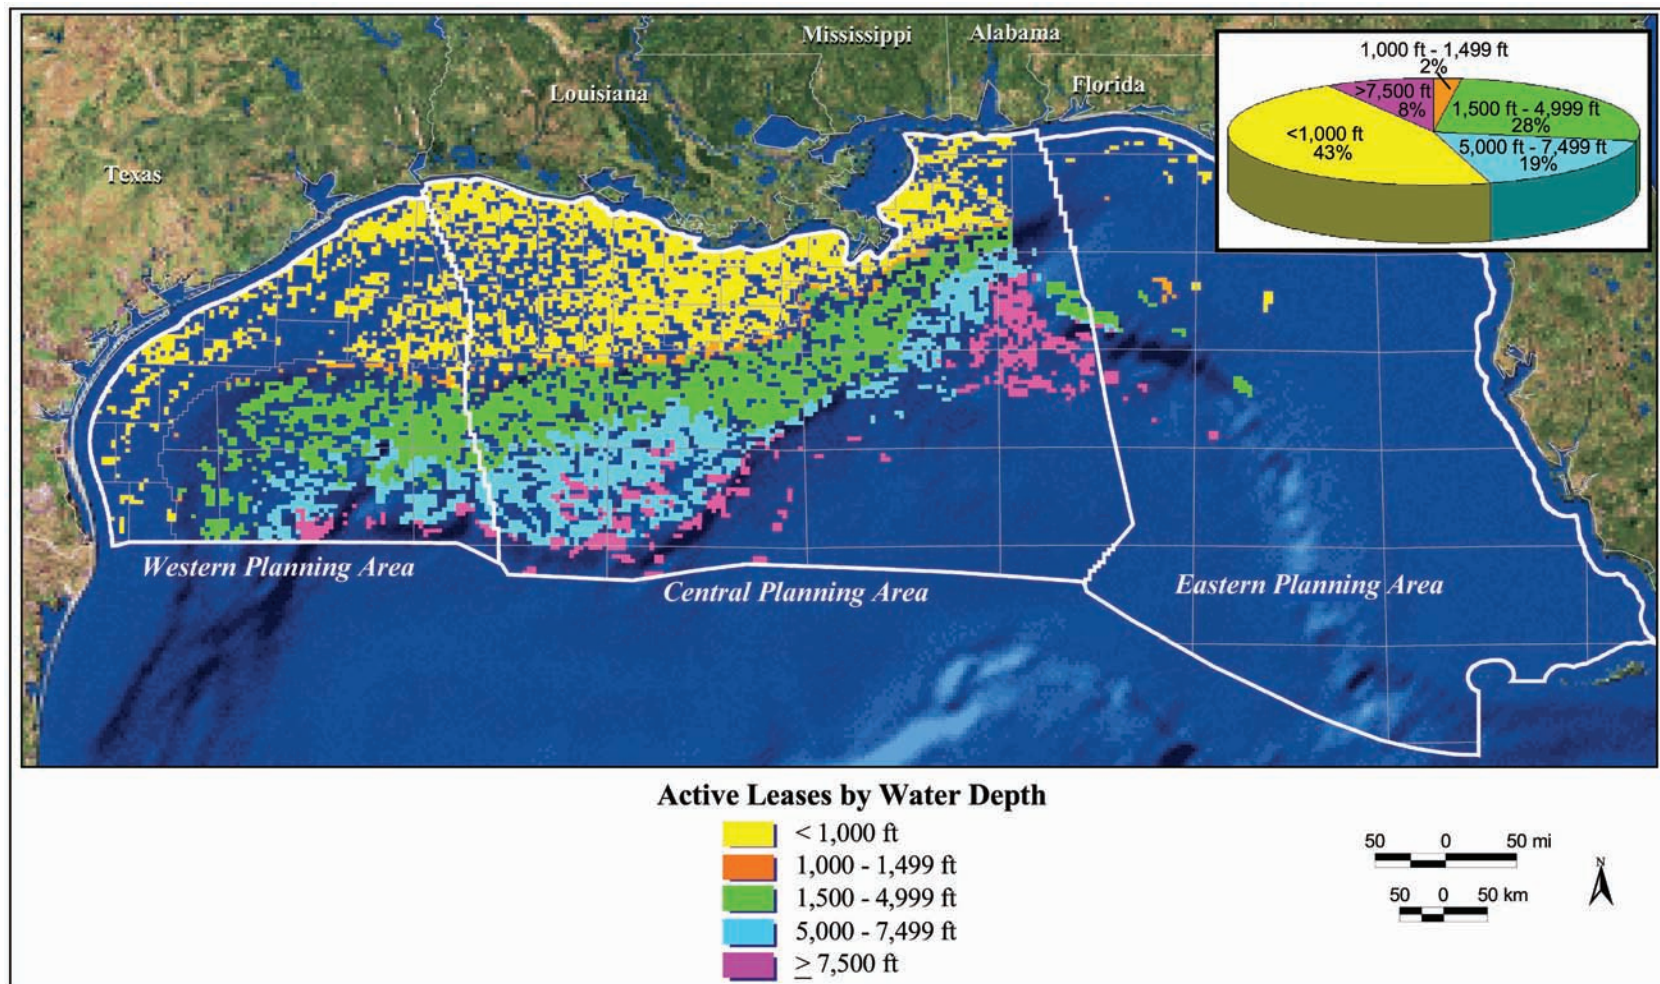 Mississippi
Alabama
Florida
Louisiana
Texas
1,000 ft - 1,499 ft
2%
>7,500 ft
8%
1,500 ft - 4,999 ft
28%
<1,000 ft
43%
5,000 ft - 7,499 ft
19%
Western Planning Area
Central Planning Area
Eastern Planning Area
Active Leases by Water Depth
< 1,000 ft
1,000 - 1,499 ft
1,500 - 4,999 ft
5,000 - 7,499 ft
≥ 7,500 ft
50 0 50 mi
50 0 50 km
N